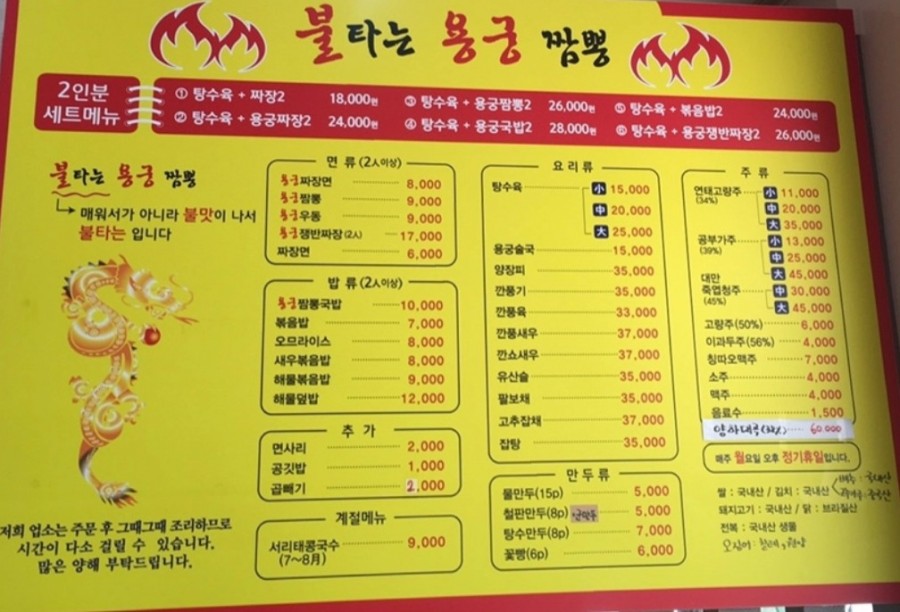 불타는 용궁 짬뽕
2인분
세트메뉴
① 탕수육 + 짜장2 18,000원
② 탕수육 + 용궁짜장2 24,000원
③ 탕수육 + 용궁짬뽕2 26,000원
④ 탕수육 + 용궁국밥2 28,000원
⑤ 탕수육 + 볶음밥2 24,000원
⑥ 탕수육 + 용궁쟁반짜장2 26,000원
불타는 용궁 짬뽕
매워서가 아니라 불맛이 나서
불타는 입니다
저희 업소는 주문 후 그때그때 조리하므로
시간이 다소 걸릴 수 있습니다.
많은 양해 부탁드립니다.
면 류 (2人이상)
용궁짜장면 8,000
용궁짬뽕 9,000
용궁우동 9,000
용궁쟁반짜장(2人) 17,000
짜장면 6,000
밥 류 (2人이상)
용궁짬뽕국밥 10,000
볶음밥 7,000
오므라이스 8,000
새우볶음밥 8,000
해물볶음밥 9,000
해물덮밥 12,000
추 가
면사리 2,000
공깃밥 1,000
곱빼기 2,000
계절메뉴
서리태콩국수 9,000
(7~8月)
요 리 류
탕수육 小 15,000
中 20,000
大 25,000
용궁술국 15,000
양장피 35,000
깐풍기 35,000
깐풍육 33,000
깐풍새우 37,000
깐쇼새우 37,000
유산슬 35,000
팔보채 35,000
고추잡채 37,000
잡탕 35,000
만 두 류
물만두(15p) 5,000
철판만두(8p) 군만두 5,000
탕수만두(8p) 7,000
꽃빵(6p) 6,000
주 류
연태고량주 小 11,000
(34%) 中 20,000
大 35,000
공부가주 小 13,000
(39%) 中 25,000
大 45,000
대만
죽엽청주 中 30,000
(45%) 大 45,000
고량주(50%) 6,000
이과두주(56%) 4,000
칭따오맥주 7,000
소주 4,000
맥주 4,000
음료수 1,500
양하대곡 60.000
매주 월요일 오후 정기휴일입니다.
쌀 : 국내산 / 김치 : 국내산
배추 : 국내산
고춧가루 : 중국산
돼지고기 : 국내산 / 닭 : 브라질산
전복 : 국내산 생물
오징어 : 칠레,